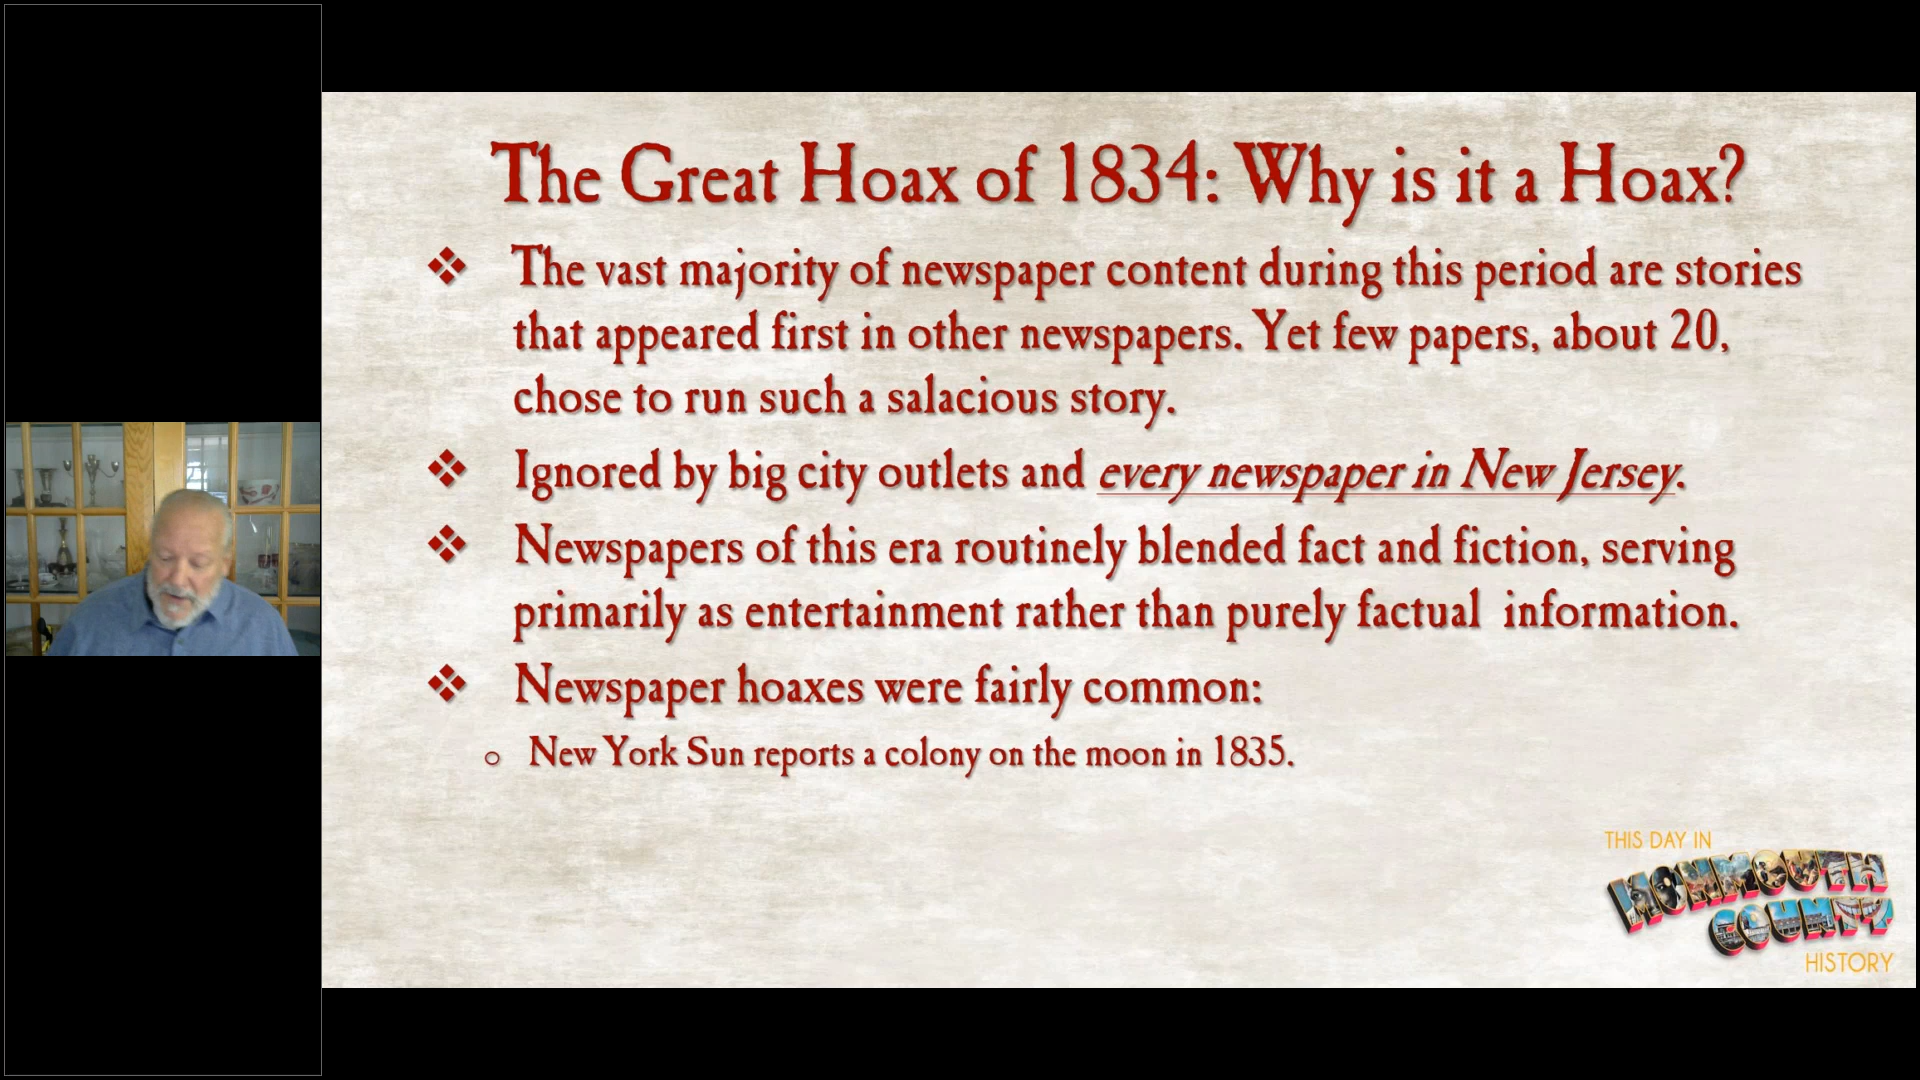 The Great Hoax of 1834: Why is it a Hoax?
❖ The vast majority of newspaper content during this period are stories
that appeared first in other newspapers. Yet few papers, about 20,
chose to run such a salacious story.
❖ Ignored by big city outlets and every newspaper in New Jersey.
❖ Newspapers of this era routinely blended fact and fiction, serving
primarily as entertainment rather than purely factual information.
❖ Newspaper hoaxes were fairly common:
o New York Sun reports a colony on the moon in 1835.
THIS DAY IN
MONMOUTH
COUNTY
HISTORY